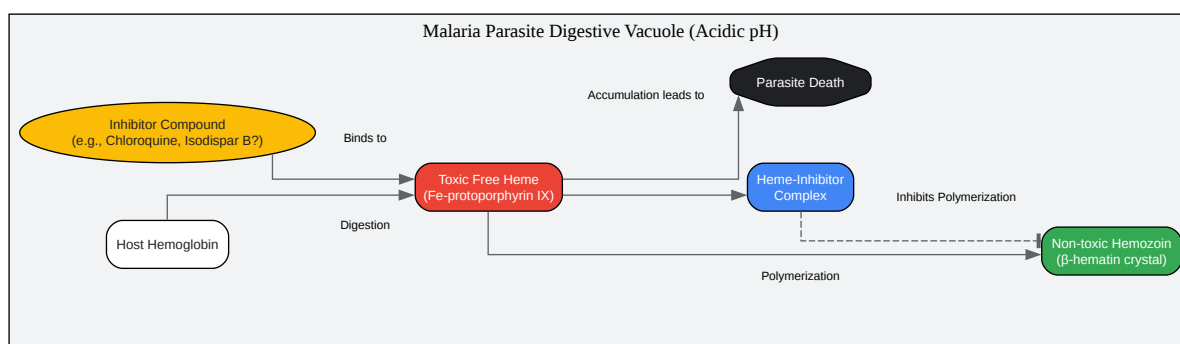 Malaria Parasite Digestive Vacuole (Acidic pH)
Parasite Death
Accumulation leads to
Inhibitor Compound
(e.g., Chloroquine, Isodispar B?)
Binds to
Toxic Free Heme
(Fe-protoporphyrin IX)
Heme-Inhibitor
Complex
Inhibits Polymerization
Digestion
Host Hemoglobin
Non-toxic Hemozoin
(β-hematin crystal)
Polymerization